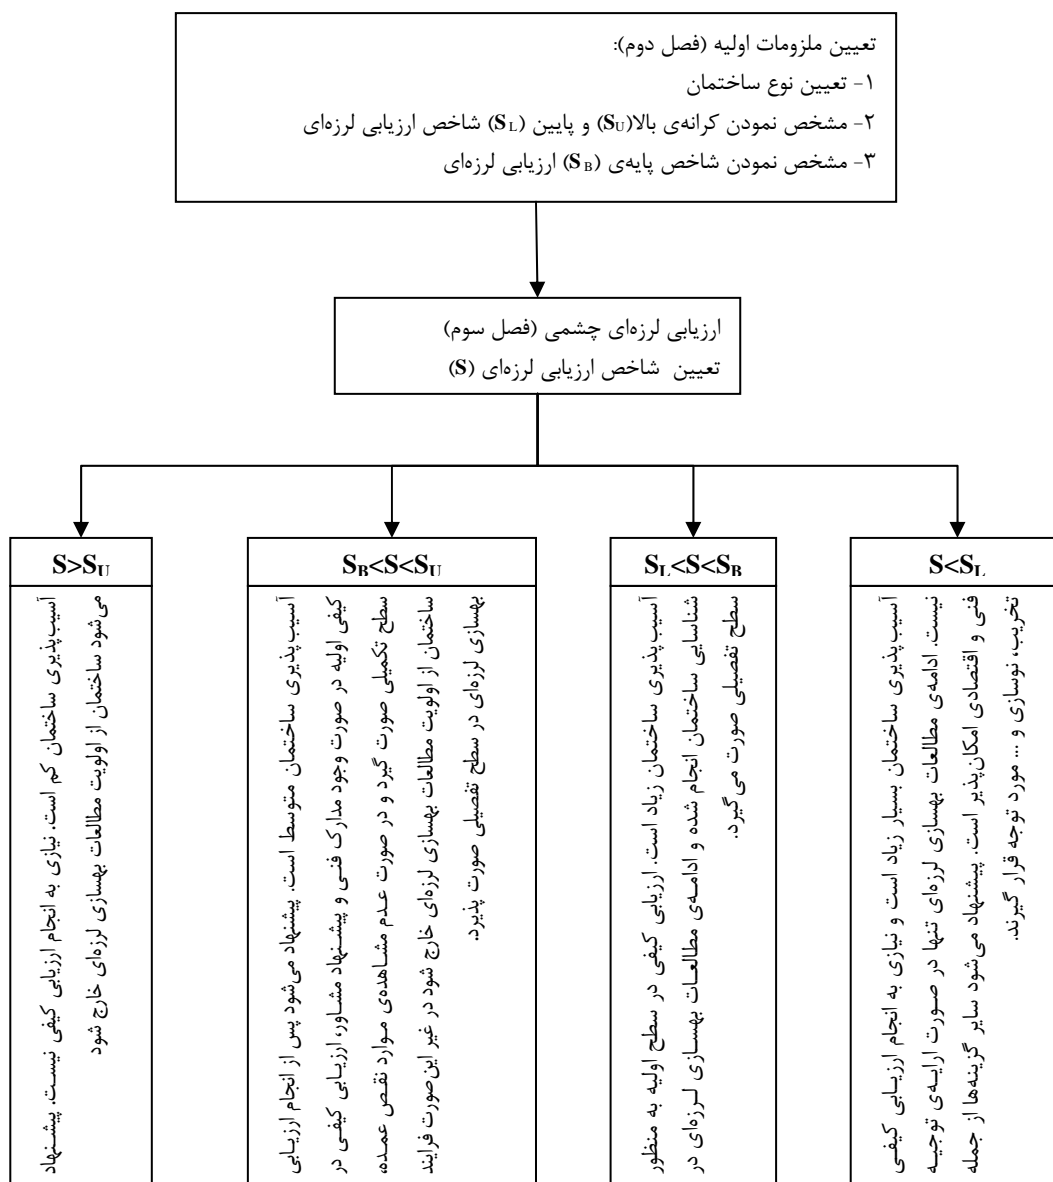 تعیین ملزومات اولیه (فصل دوم):
۱- تعیین نوع ساختمان
۲- مشخص نمودن کرانه‌ی بالا(SU) و پایین (SL) شاخص ارزیابی لرزه‌ای
۳- مشخص نمودن شاخص پایه‌ی (SB) ارزیابی لرزه‌ای
ارزیابی لرزه‌ای چشمی (فصل سوم)
تعیین شاخص ارزیابی لرزه‌ای (S)
S<SL
آسیب‌پذیری ساختمان بسیار زیاد است و نیازی به انجام ارزیابی کیفی
نیست. ادامه‌ی مطالعات بهسازی لرزه‌ای تنها در صورت ارایه‌ی توجیه
فنی و اقتصادی امکان‌پذیر است. پیشنهاد می‌شود سایر گزینه‌ها از جمله
تخریب، نوسازی و ... مورد توجه قرار گیرند.
SL<S<SB
آسیب‌پذیری ساختمان زیاد است. ارزیابی کیفی در سطح اولیه به منظور
شناسایی ساختمان انجام شده و ادامه‌ی مطالعات بهسازی لرزه‌ای در
سطح تفصیلی صورت می‌گیرد.
SB<S<SU
آسیب‌پذیری ساختمان متوسط است. پیشنهاد می‌شود پس از انجام ارزیابی
کیفی اولیه در صورت وجود مدارک فنی و پیشنهاد مشاور، ارزیابی کیفی در
سطح تکمیلی صورت گیرد و در صورت عدم مشاهده‌ی موارد نقص عمده،
ساختمان از اولویت مطالعات بهسازی لرزه‌ای خارج شود در غیر این‌صورت فرایند
بهسازی لرزه‌ای در سطح تفصیلی صورت پذیرد.
S>SU
آسیب‌پذیری ساختمان کم است. نیازی به انجام ارزیابی کیفی نیست. پیشنهاد
می‌شود ساختمان از اولویت مطالعات بهسازی لرزه‌ای خارج شود